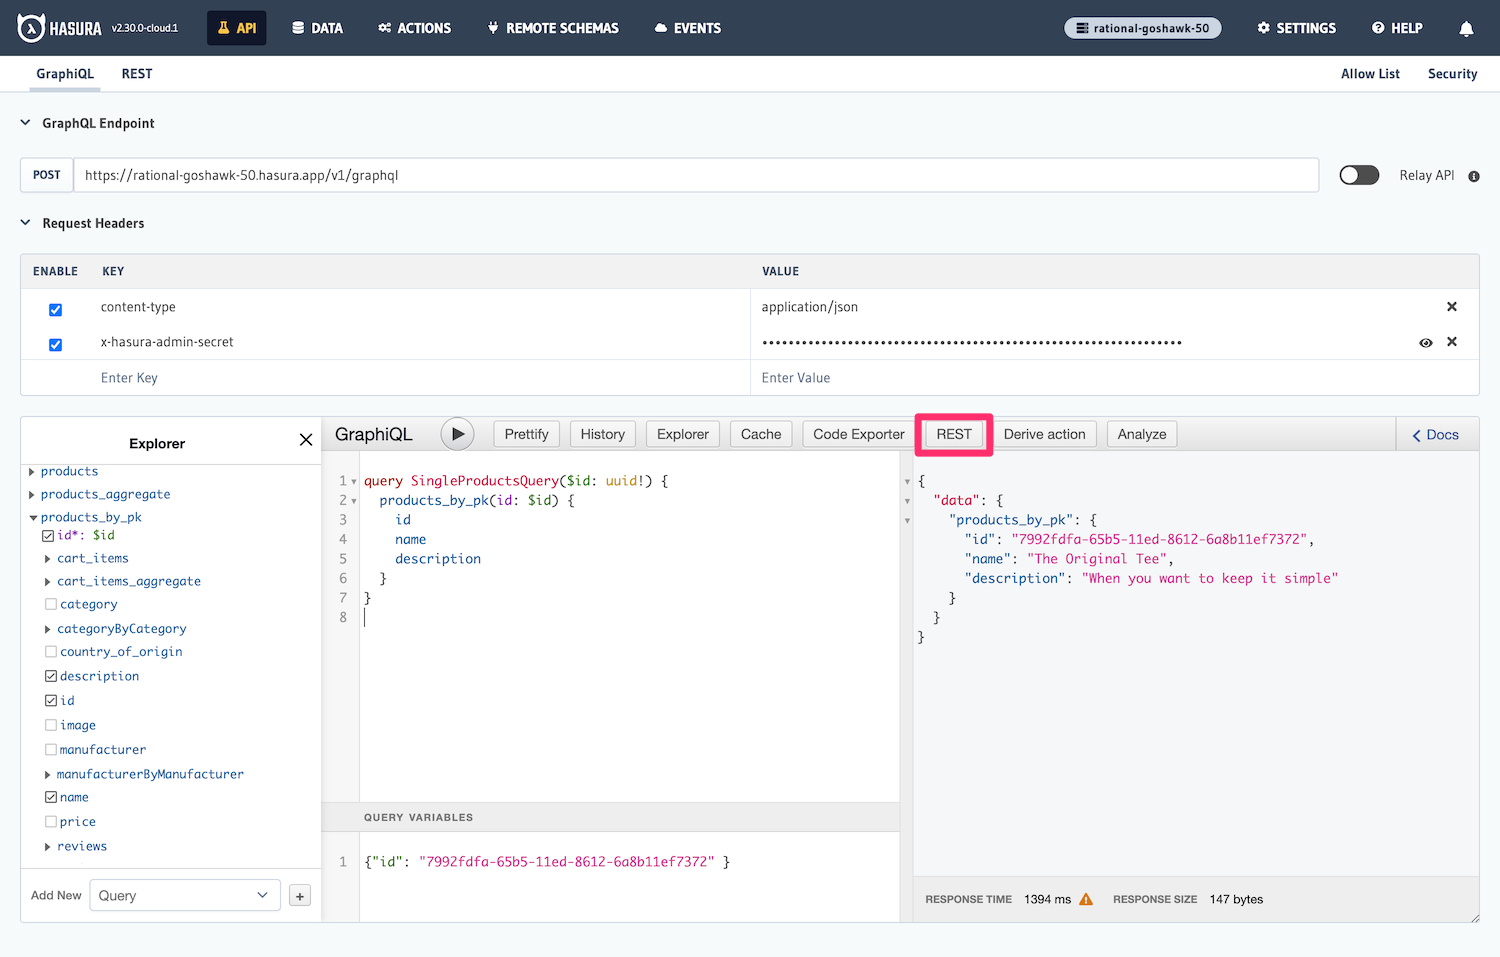 HASURA v2.30.0-cloud.1 API DATA ACTIONS REMOTE SCHEMAS EVENTS rational-goshawk-50 SETTINGS HELP
GraphiQL REST Allow List Security
GraphQL Endpoint
POST https://rational-goshawk-50.hasura.app/v1/graphql Relay API
Request Headers
ENABLE KEY VALUE
content-type application/json
x-hasura-admin-secret ••••••••••••••••••••••••••••••••••••••••••••••••••••••••••••••••
Enter Key Enter Value
Explorer
products
products_aggregate
products_by_pk
id*: $id
cart_items
cart_items_aggregate
category
categoryByCategory
country_of_origin
description
id
image
manufacturer
manufacturerByManufacturer
name
price
reviews
Add New Query +
GraphiQL Prettify History Explorer Cache Code Exporter REST Derive action Analyze Docs
1 query SingleProductsQuery($id: uuid!) {
2 products_by_pk(id: $id) {
3 id
4 name
5 description
6 }
7 }
8
QUERY VARIABLES
1 {"id": "7992fdfa-65b5-11ed-8612-6a8b11ef7372" }
{
"data": {
"products_by_pk": {
"id": "7992fdfa-65b5-11ed-8612-6a8b11ef7372",
"name": "The Original Tee",
"description": "When you want to keep it simple"
}
}
}
RESPONSE TIME 1394 ms RESPONSE SIZE 147 bytes